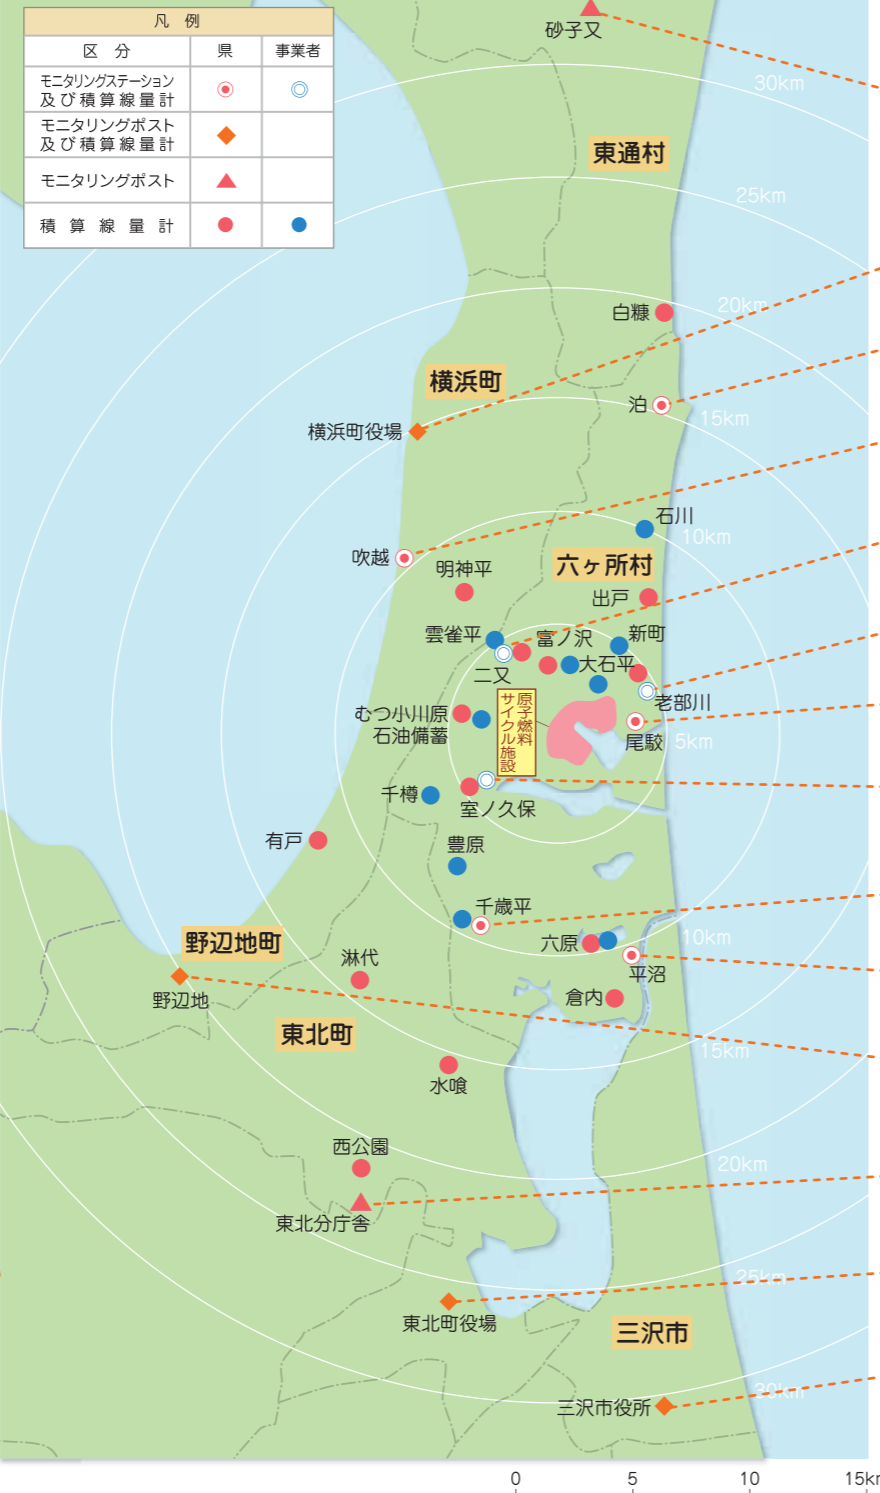 凡 例
区 分 県 事業者
モニタリングステーション
及び積算線量計
モニタリングポスト
及び積算線量計
モニタリングポスト
積算線量計
砂子又
30km
東通村
25km
20km
白糠
横浜町
泊
15km
横浜町役場
石川
10km
吹越
六ヶ所村
明神平
出戸
雲雀平
富ノ沢
新町
二又
大石平
老部川
原子燃料
サイクル施設
むつ小川原
石油備蓄
尾駮
5km
千樽
室ノ久保
有戸
豊原
千歳平
野辺地町
六原
10km
淋代
平沼
野辺地
倉内
東北町
15km
水喰
西公園
20km
東北分庁舎
25km
東北町役場
三沢市
30km
三沢市役所
0 5 10 15km